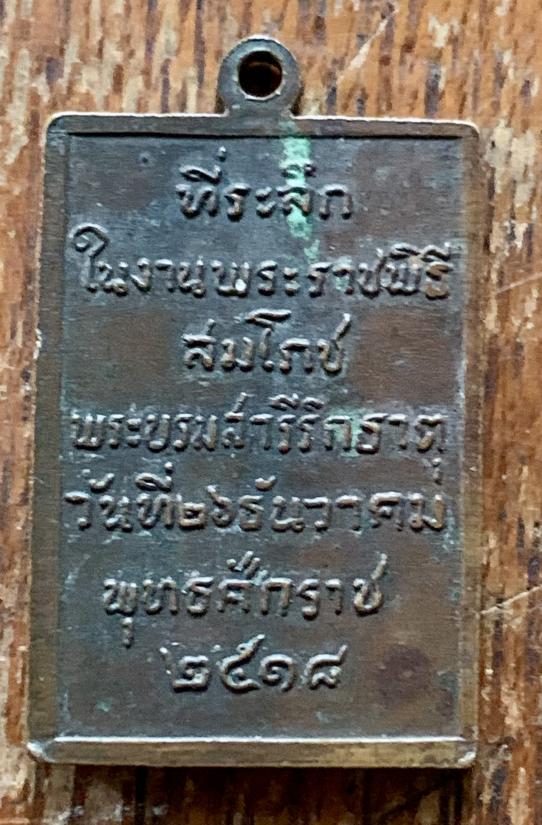 ที่ระลึก
ในงานพระราชพิธี
สมโภช
พระบรมสารีริกธาตุ
วันที่๒๖ธันวาคม
พุทธศักราช
๒๕๑๘